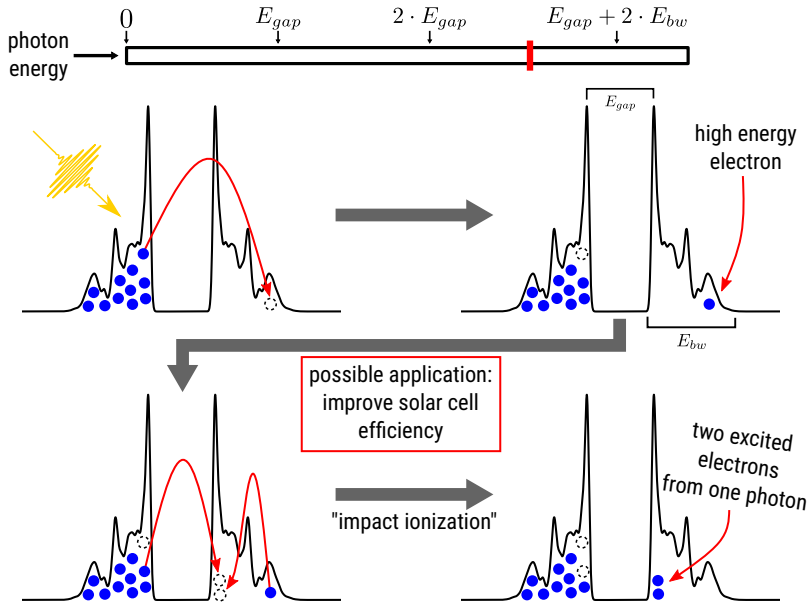 0
E_gap
2 · E_gap
E_gap + 2 · E_bw
photon
energy
E_gap
high energy
electron
E_bw
possible application:
improve solar cell
efficiency
two excited
electrons
from one photon
"impact ionization"